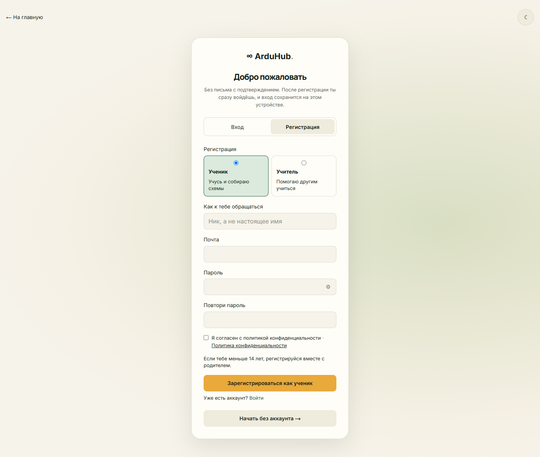 ← На главную
☾
∞ ArduHub.
Добро пожаловать
Без письма с подтверждением. После регистрации ты
сразу войдёшь, и вход сохранится на этом
устройстве.
Вход
Регистрация
Регистрация
Ученик
Учусь и собираю
схемы
Учитель
Помогаю другим
учиться
Как к тебе обращаться
Ник, а не настоящее имя
Почта
Пароль
Повтори пароль
Я согласен с политикой конфиденциальности ·
Политика конфиденциальности
Если тебе меньше 14 лет, регистрируйся вместе с
родителем.
Зарегистрироваться как ученик
Уже есть аккаунт? Войти
Начать без аккаунта →